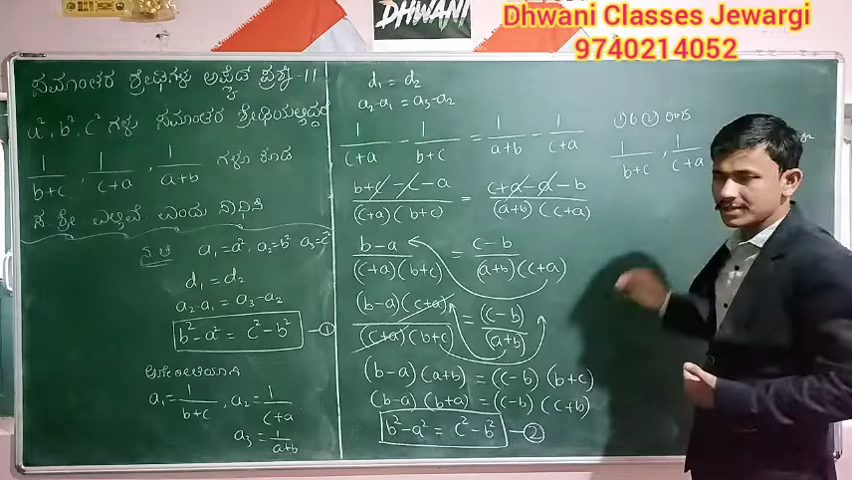 Dhwani Classes Jewargi
9740214052
DHWANI
ಸಮಾಂತರ ಶ್ರೇಢಿಗಳು ಅಪ್ಲೈಡ್ ಪ್ರಶ್ನೆ-11
a², b², c² ಗಳು ಸಮಾಂತರ ಶ್ರೇಢಿಯಲ್ಲಿದ್ದರೆ
1/(b+c), 1/(c+a), 1/(a+b) ಗಳು ಕೂಡ
ಸ.ಶ್ರೇ ಎಂದು ಸಾಧಿಸಿ
a₁=a², a₂=b² a₃=c²
d₁=d₂
a₂-a₁ = a₃-a₂
b²-a² = c²-b² —①
a₁=1/(b+c), a₂=1/(c+a)
a₃=1/(a+b)
d₁=d₂
a₂-a₁ = a₃-a₂
1/(c+a) - 1/(b+c) = 1/(a+b) - 1/(c+a)
(b+c-c-a)/((c+a)(b+c)) = (c+a-a-b)/((a+b)(c+a))
(b-a)/((c+a)(b+c)) = (c-b)/((a+b)(c+a))
(b-a)(c+a)/((c+a)(b+c)) = (c-b)/(a+b)
(b-a)(a+b) = (c-b)(b+c)
(b-a)(b+a) = (c-b)(c+b)
b²-a² = c²-b² —②
① ②
1/(b+c), 1/(c+a)